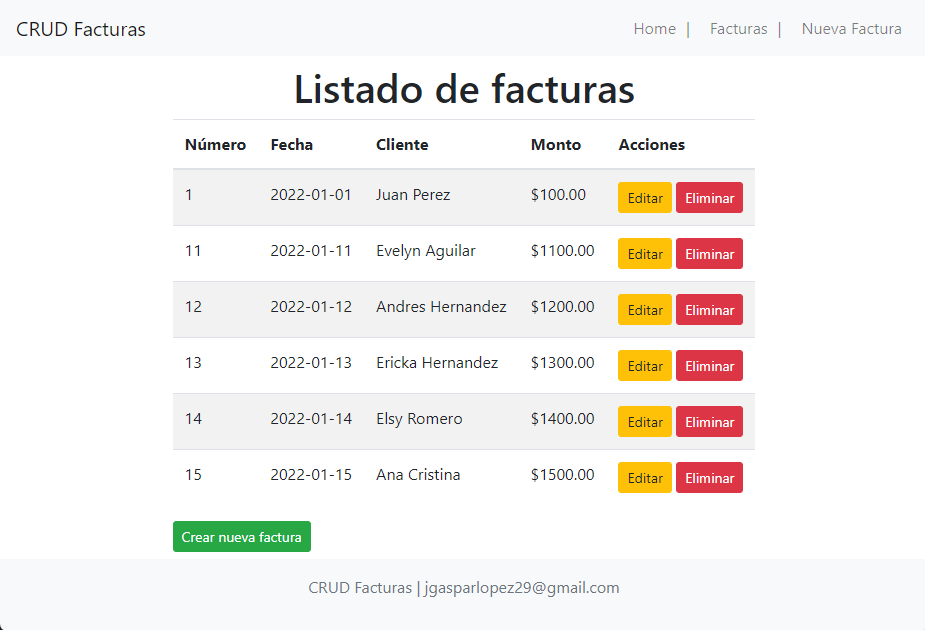 CRUD Facturas Home | Facturas | Nueva Factura
Listado de facturas
Número Fecha Cliente Monto Acciones
1 2022-01-01 Juan Perez $100.00 Editar Eliminar
11 2022-01-11 Evelyn Aguilar $1100.00 Editar Eliminar
12 2022-01-12 Andres Hernandez $1200.00 Editar Eliminar
13 2022-01-13 Ericka Hernandez $1300.00 Editar Eliminar
14 2022-01-14 Elsy Romero $1400.00 Editar Eliminar
15 2022-01-15 Ana Cristina $1500.00 Editar Eliminar
Crear nueva factura
CRUD Facturas | jgasparlopez29@gmail.com